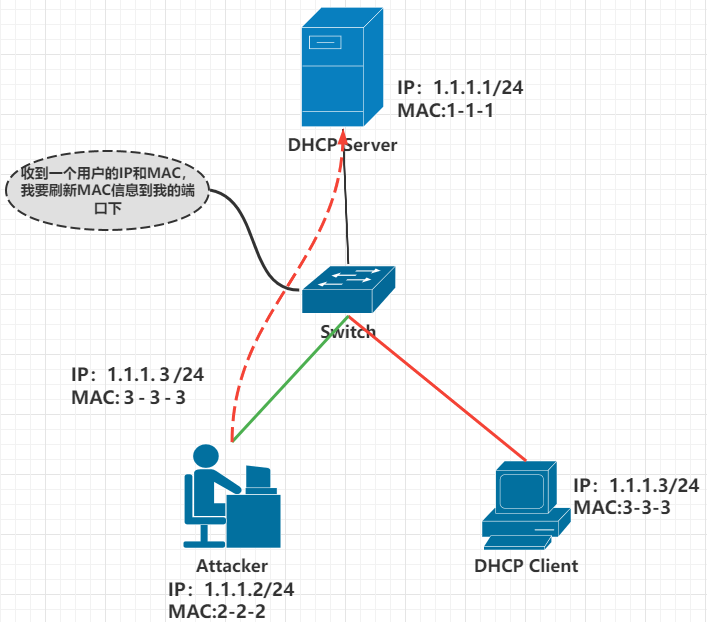 IP：1.1.1.1/24
MAC:1-1-1
DHCP Server
收到一个用户的IP和MAC，
我要刷新MAC信息到我的端
口下
Switch
IP：1.1.1.3/24
MAC:3-3-3
IP：1.1.1.3/24
MAC:3-3-3
Attacker
DHCP Client
IP：1.1.1.2/24
MAC:2-2-2